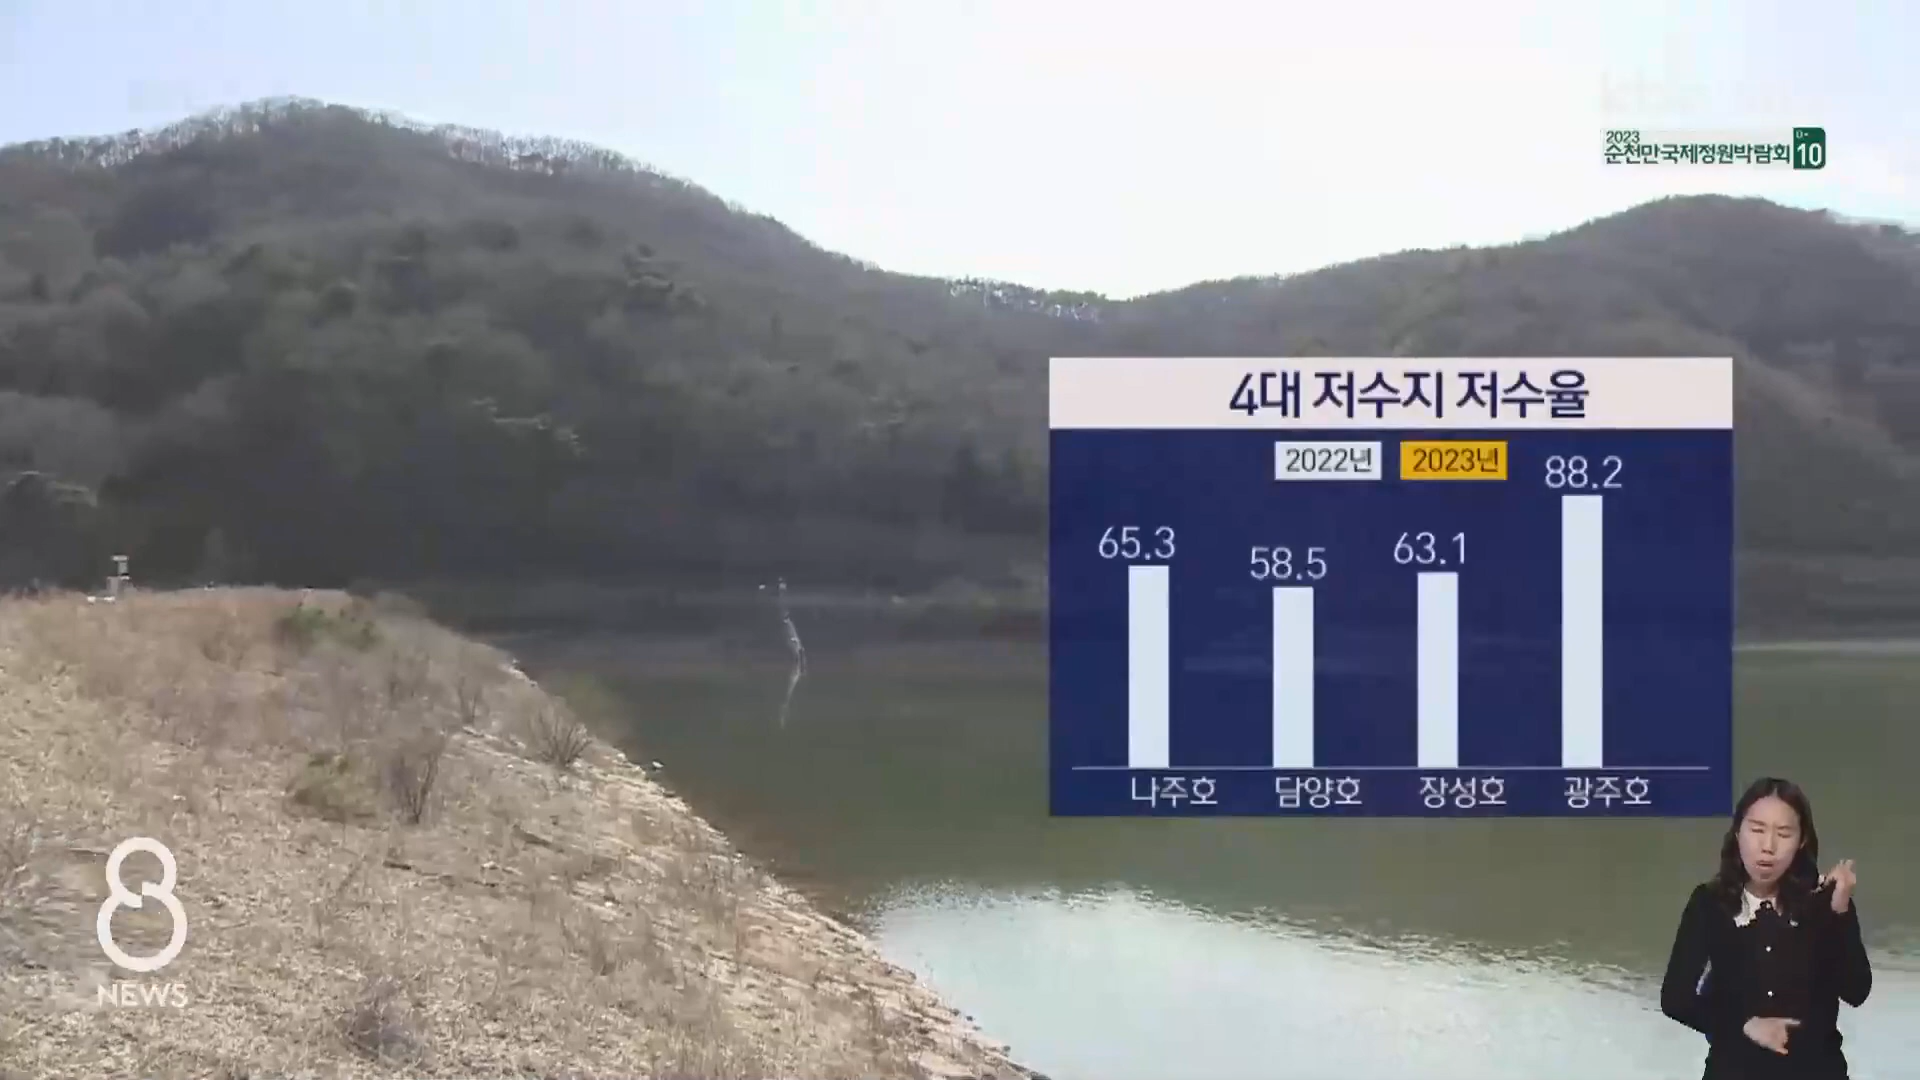 2023
순천만국제정원박람회
D-
10
4대 저수지 저수율
2022년 2023년
65.3 58.5 63.1 88.2
나주호 담양호 장성호 광주호
8
NEWS